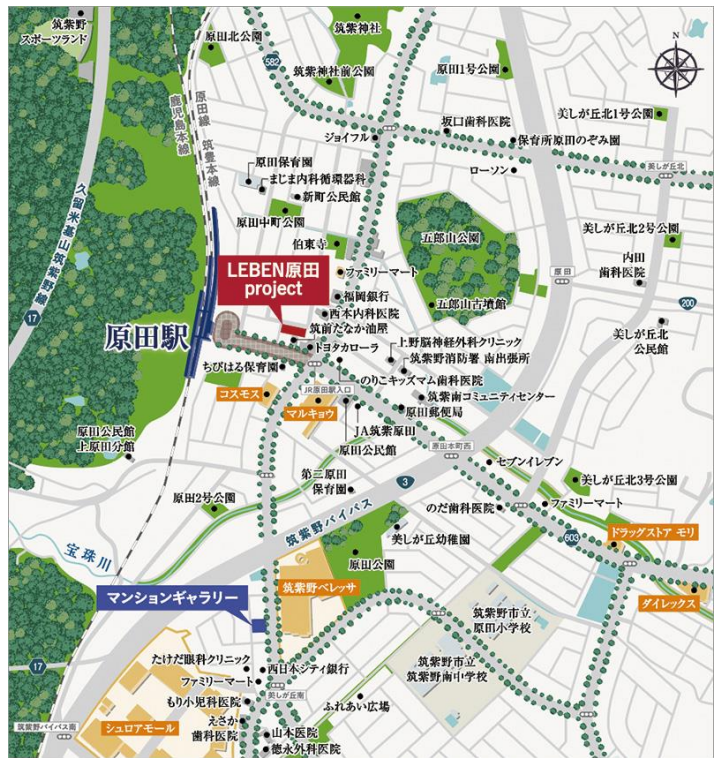 筑紫野
スポーツランド
原田北公園
筑紫神社
582
筑紫神社前公園
原田1号公園
N
鹿児島本線
原田線 筑豊本線
ジョイフル
坂口歯科医院
保育所原田のぞみ園
美しが丘北1号公園
美しが丘北
ローソン
原田保育園
まじま内科循環器科
新町公民館
原田中町公園
久留米基山筑紫野線
17
伯東寺
五郎山公園
美しが丘北2号公園
LEBEN原田
project
ファミリーマート
内田
歯科医院
原田
福岡銀行
五郎山古墳館
200
西本内科医院
原田駅
筑前たなか油屋
美しが丘北
公民館
トヨタカローラ
上野脳神経外科クリニック
筑紫野消防署 南出張所
ちびはる保育園
のりこキッズマム歯科医院
JR原田駅入口
コスモス
マルキョウ
筑紫南コミュニティセンター
原田郵便局
JA筑紫原田
原田公民館
原田公民館
上原田分館
原田本町西
セブンイレブン
第二原田
保育園
3
美しが丘北3号公園
原田2号公園
のだ歯科医院
ファミリーマート
筑紫野バイパス
美しが丘幼稚園
603
ドラッグストア モリ
宝珠川
原田公園
筑紫野ベレッサ
マンションギャラリー
ダイレックス
筑紫野市立
原田小学校
17
たけだ眼科クリニック
西日本シティ銀行
筑紫野市立
筑紫野南中学校
ファミリーマート
美しが丘南
もり小児科医院
ふれあい広場
シュロアモール
えさか
歯科医院
筑紫野バイパス南
山本医院
徳永外科医院